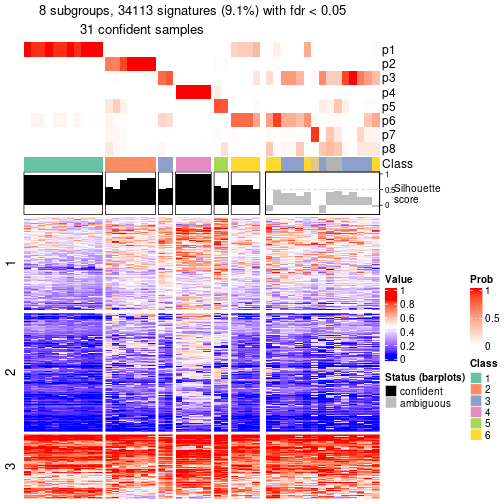 8 subgroups, 34113 signatures (9.1%) with fdr < 0.05
31 confident samples
p1
p2
p3
p4
p5
p6
p7
p8
Class
1
0.5
0
Silhouette
score
1
2
3
Value
1
0.8
0.6
0.4
0.2
0
Status (barplots)
confident
ambiguous
Prob
1
0.5
0
Class
1
2
3
4
5
6